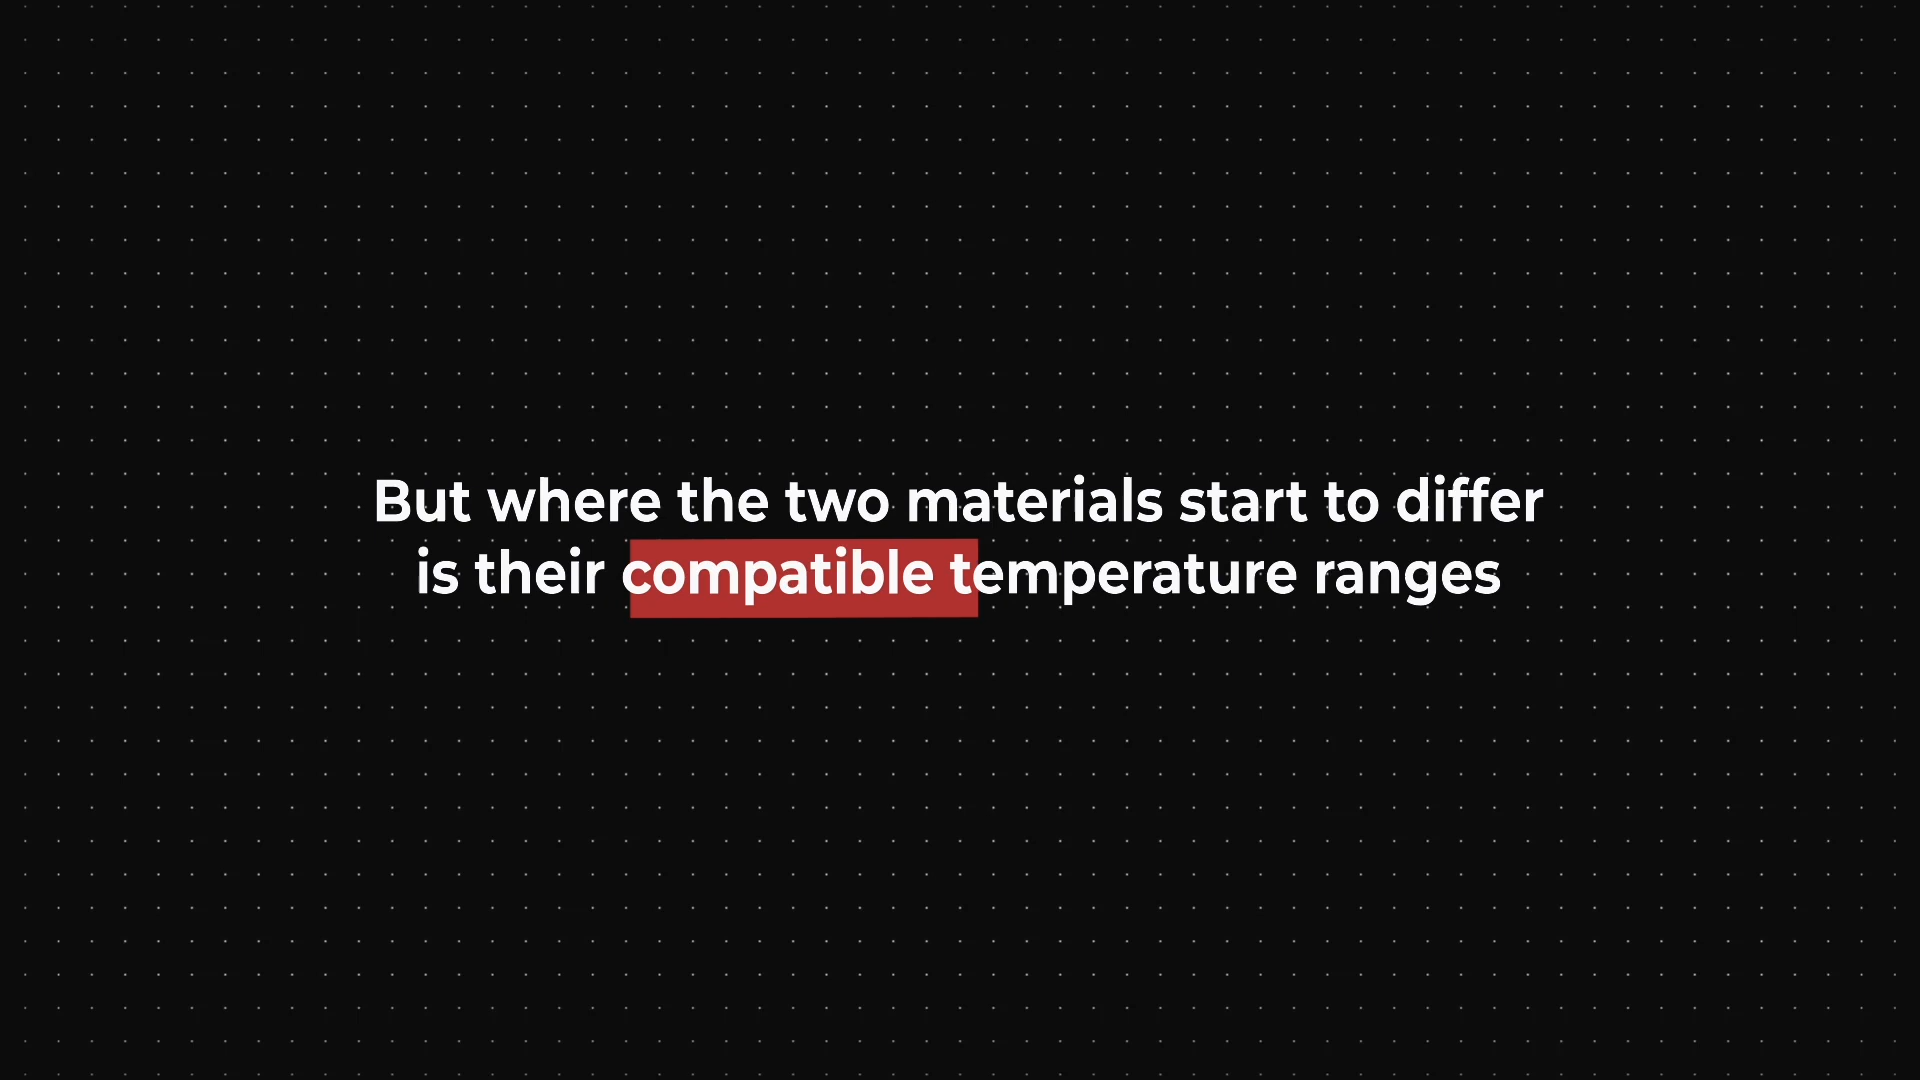 But where the two materials start to differ
is their compatible temperature ranges